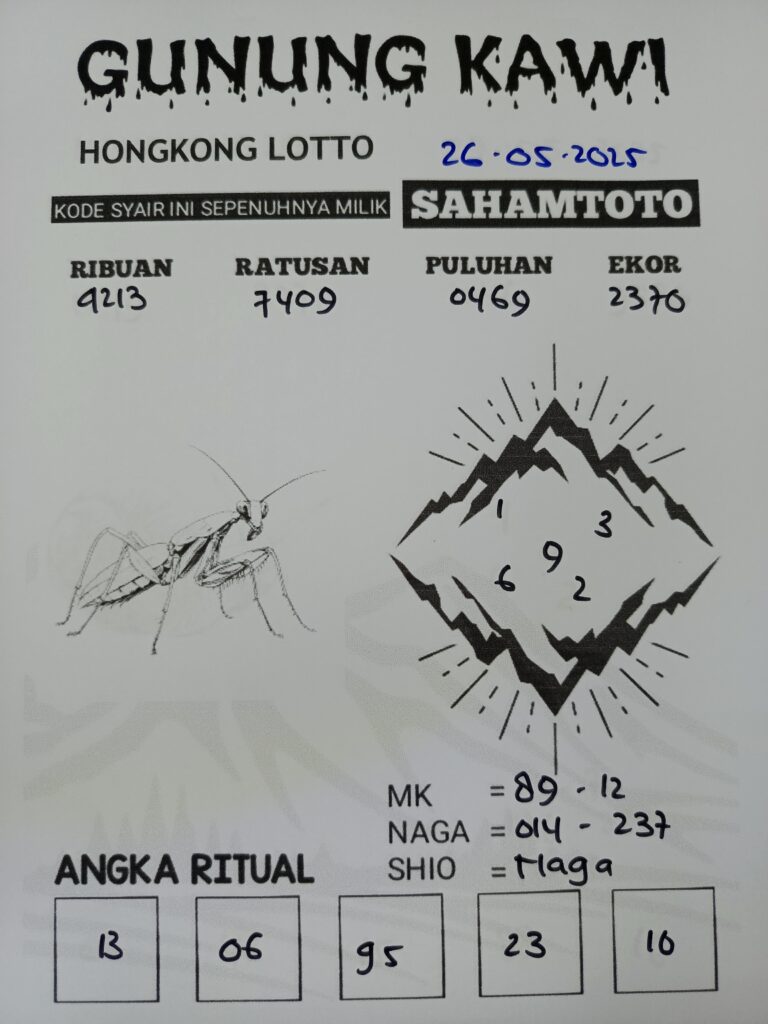 GUNUNG KAWI
HONGKONG LOTTO 26-05-2025
KODE SYAIR INI SEPENUHNYA MILIK SAHAMTOTO
RIBUAN RATUSAN PULUHAN EKOR
9213 7409 0469 2370
1 3
9
6 2
MK = 89 - 12
NAGA = 014 - 237
SHIO = Naga
ANGKA RITUAL
13 06 95 23 10